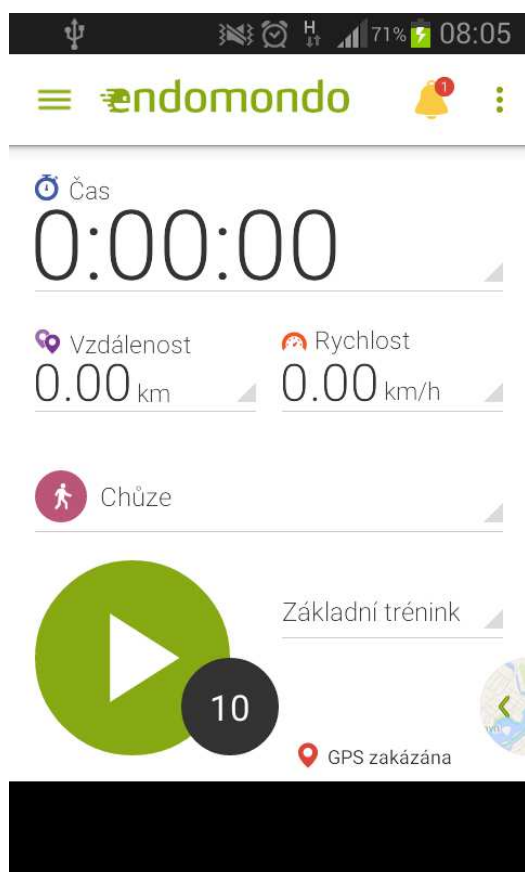 H 71% 08:05
endomondo 1
Čas
0:00:00
Vzdálenost
0.00 km
Rychlost
0.00 km/h
Chůze
Základní trénink
10
GPS zakázána